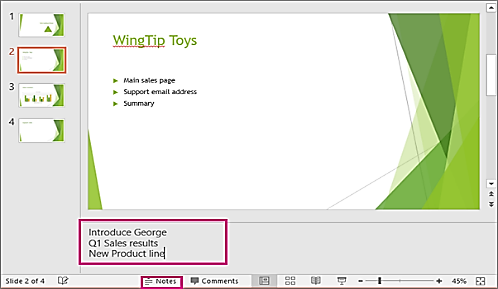 1
2
3
4
WingTip Toys
Main sales page
Support email address
Summary
Introduce George
Q1 Sales results
New Product line
Slide 2 of 4 Notes Comments 45%